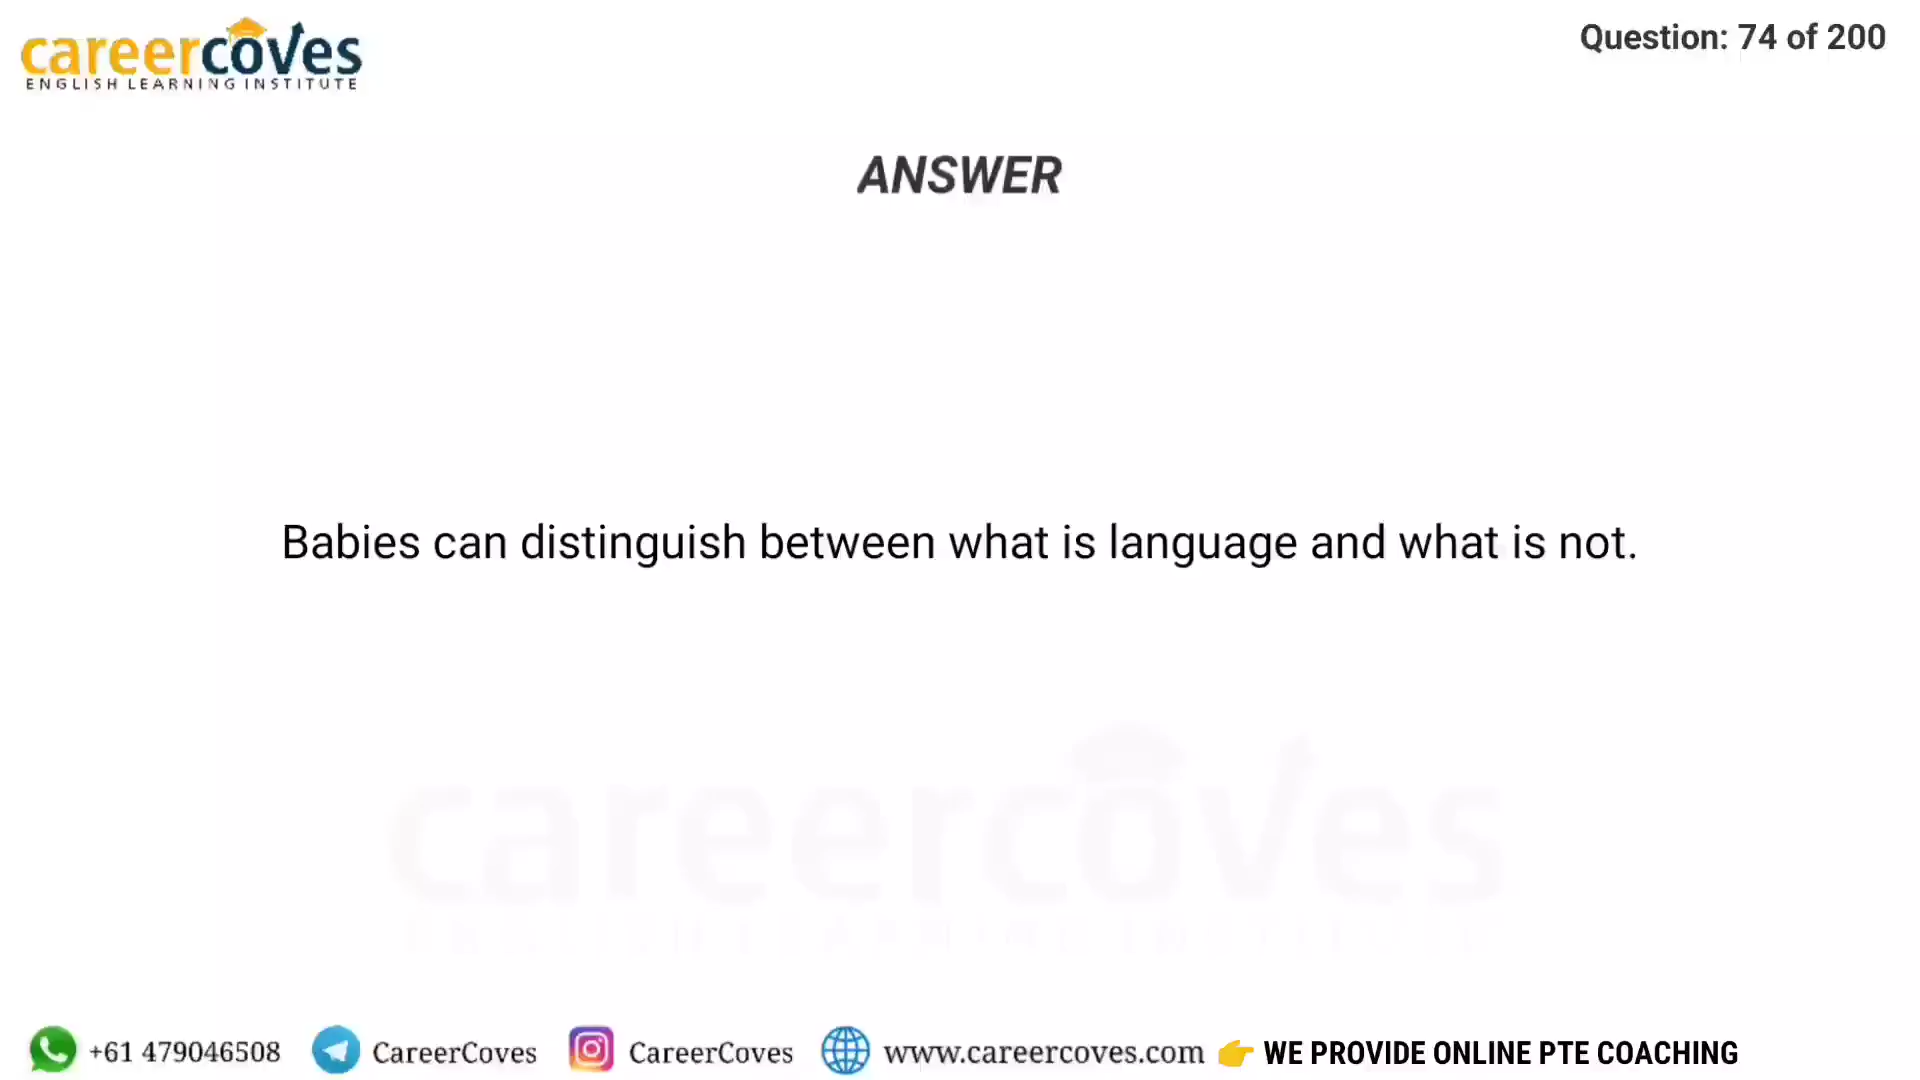 careercoves
ENGLISH LEARNING INSTITUTE
Question: 74 of 200
ANSWER
Babies can distinguish between what is language and what is not.
careercoves
+61 479046508 CareerCoves CareerCoves www.careercoves.com WE PROVIDE ONLINE PTE COACHING